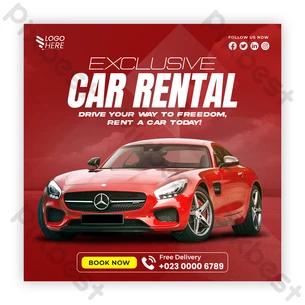 LOGO
HERE
FOLLOW US NOW!
EXCLUSIVE
CAR RENTAL
DRIVE YOUR WAY TO FREEDOM,
RENT A CAR TODAY!
BOOK NOW
Free Delivery
+023 0000 6789